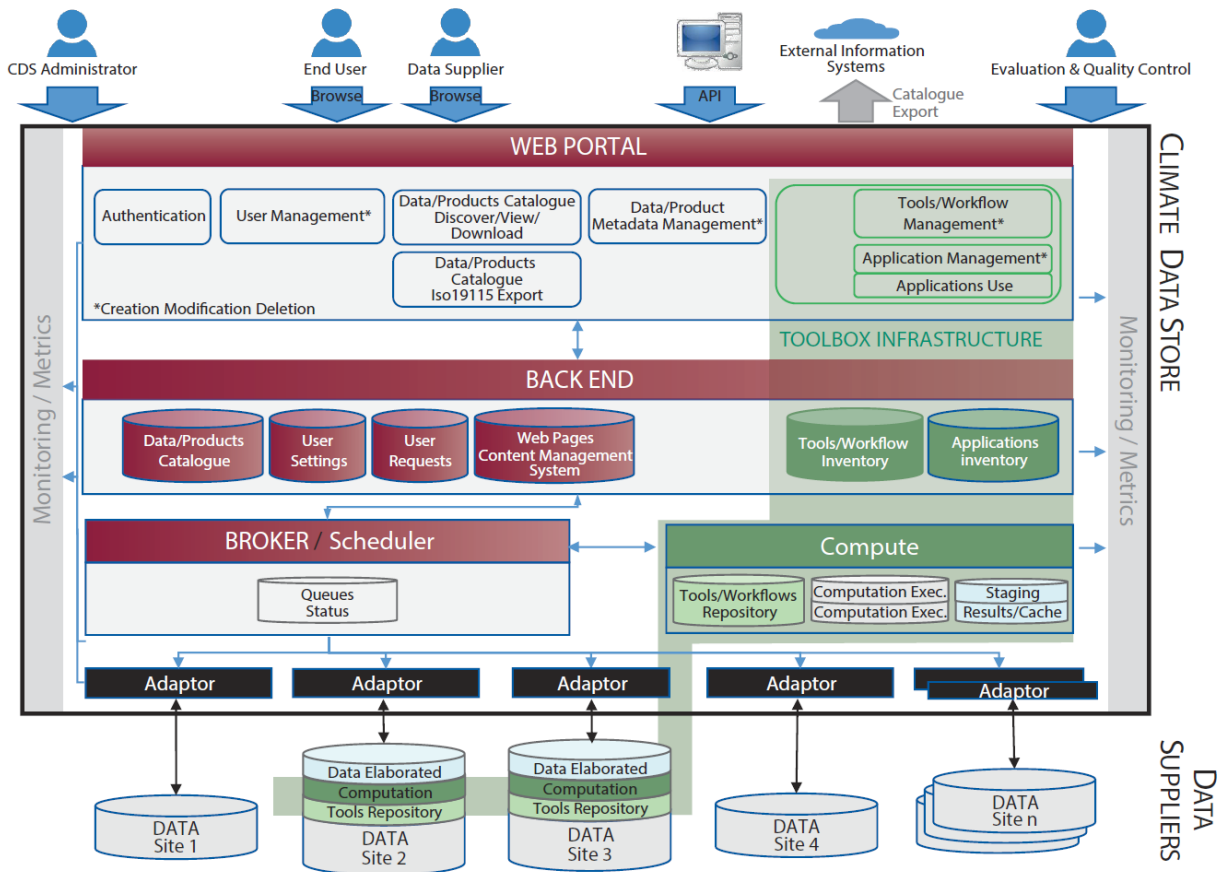 CDS Administrator
End User
Data Supplier
External Information
Systems
Evaluation & Quality Control
Browse
Browse
API
Catalogue
Export
WEB PORTAL
Authentication
User Management*
Data/Products Catalogue
Discover/View/
Download
Data/Product
Metadata Management*
Tools/Workflow
Management*
Application Management*
Applications Use
Data/Products
Catalogue
Iso19115 Export
*Creation Modification Deletion
TOOLBOX INFRASTRUCTURE
BACK END
Data/Products
Catalogue
User
Settings
User
Requests
Web Pages
Content Management
System
Tools/Workflow
Inventory
Applications
inventory
BROKER / Scheduler
Queues
Status
Compute
Tools/Workflows
Repository
Computation Exec.
Computation Exec.
Staging
Results/Cache
Adaptor
Adaptor
Adaptor
Adaptor
Adaptor
Monitoring / Metrics
Monitoring / Metrics
CLIMATE DATA STORE
DATA
Site 1
Data Elaborated
Computation
Tools Repository
DATA
Site 2
Data Elaborated
Computation
Tools Repository
DATA
Site 3
DATA
Site 4
DATA
Site n
DATA
SUPPLIERS